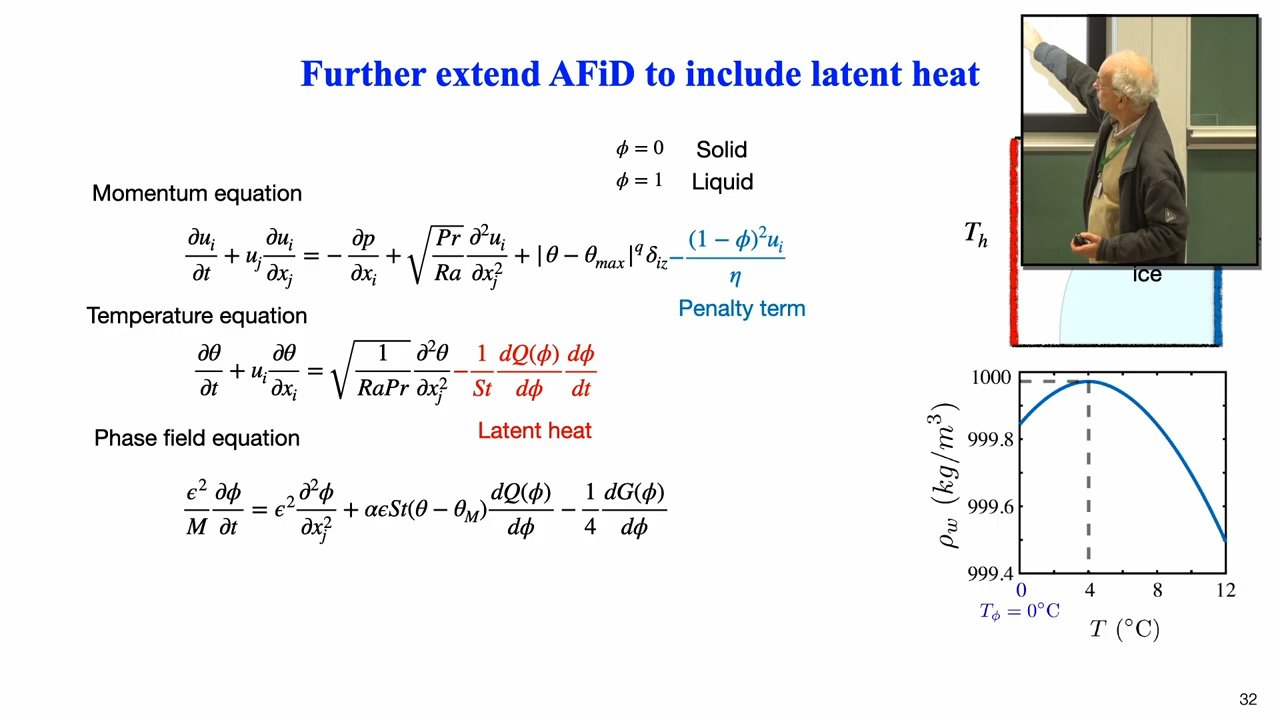 Further extend AFiD to include latent heat
ϕ = 0 Solid
ϕ = 1 Liquid
Momentum equation
∂u_i/∂t + u_j ∂u_i/∂x_j = − ∂p/∂x_i + √(Pr/Ra) ∂²u_i/∂x_j² + |θ − θ_max|^q δ_iz − (1 − ϕ)² u_i / η
Penalty term
Temperature equation
∂θ/∂t + u_i ∂θ/∂x_i = √(1/RaPr) ∂²θ/∂x_j² − 1/St dQ(ϕ)/dϕ dϕ/dt
Latent heat
Phase field equation
ϵ²/M ∂ϕ/∂t = ϵ² ∂²ϕ/∂x_j² + αϵSt(θ − θ_M) dQ(ϕ)/dϕ − 1/4 dG(ϕ)/dϕ
T_h
ice
1000
999.8
999.6
999.4
ρ_w (kg/m³)
0 4 8 12
T_ϕ = 0°C
T (°C)
32